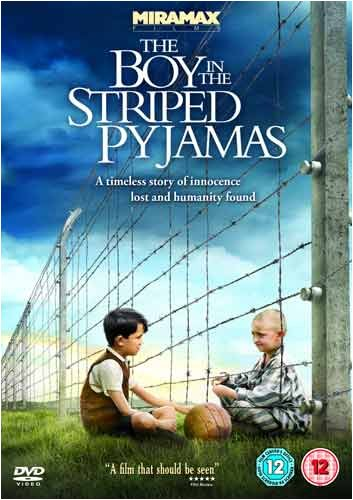 MIRAMAX
FILMS
THE
BOY IN THE
STRIPED
PYJAMAS
A timeless story of innocence
lost and humanity found
"A film that should be seen"
★★★★★
DVD
VIDEO
12
12